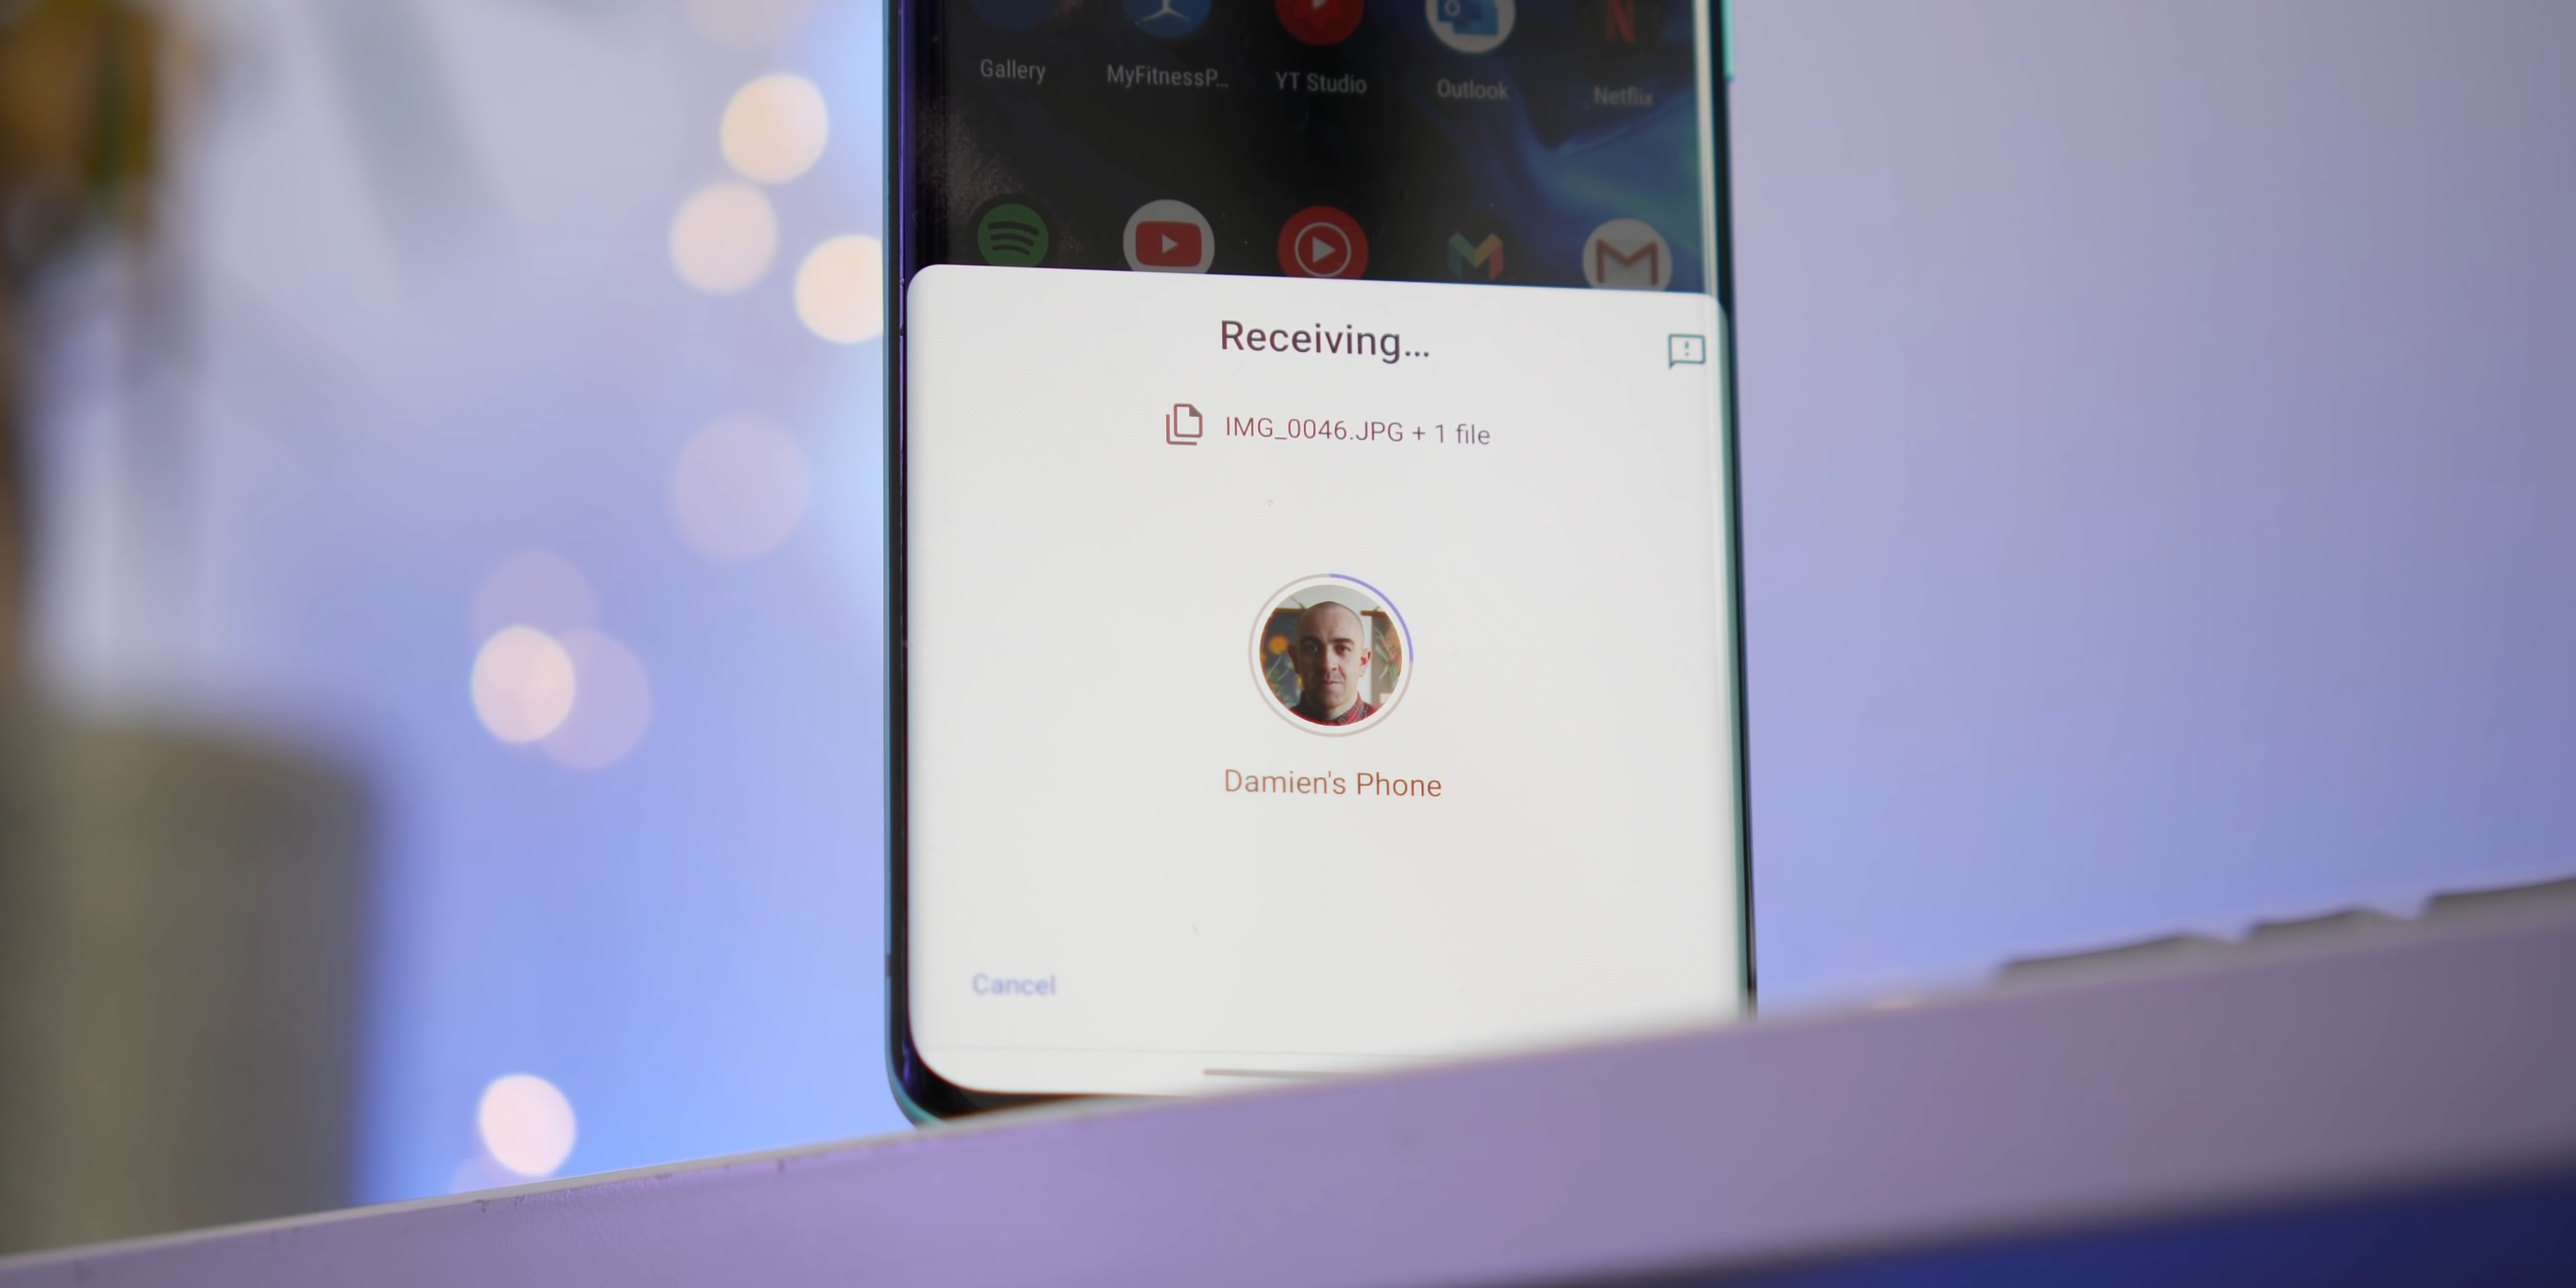 Gallery MyFitnessP... YT Studio Outlook Netflix
Receiving...
IMG_0046.JPG + 1 file
Damien's Phone
Cancel